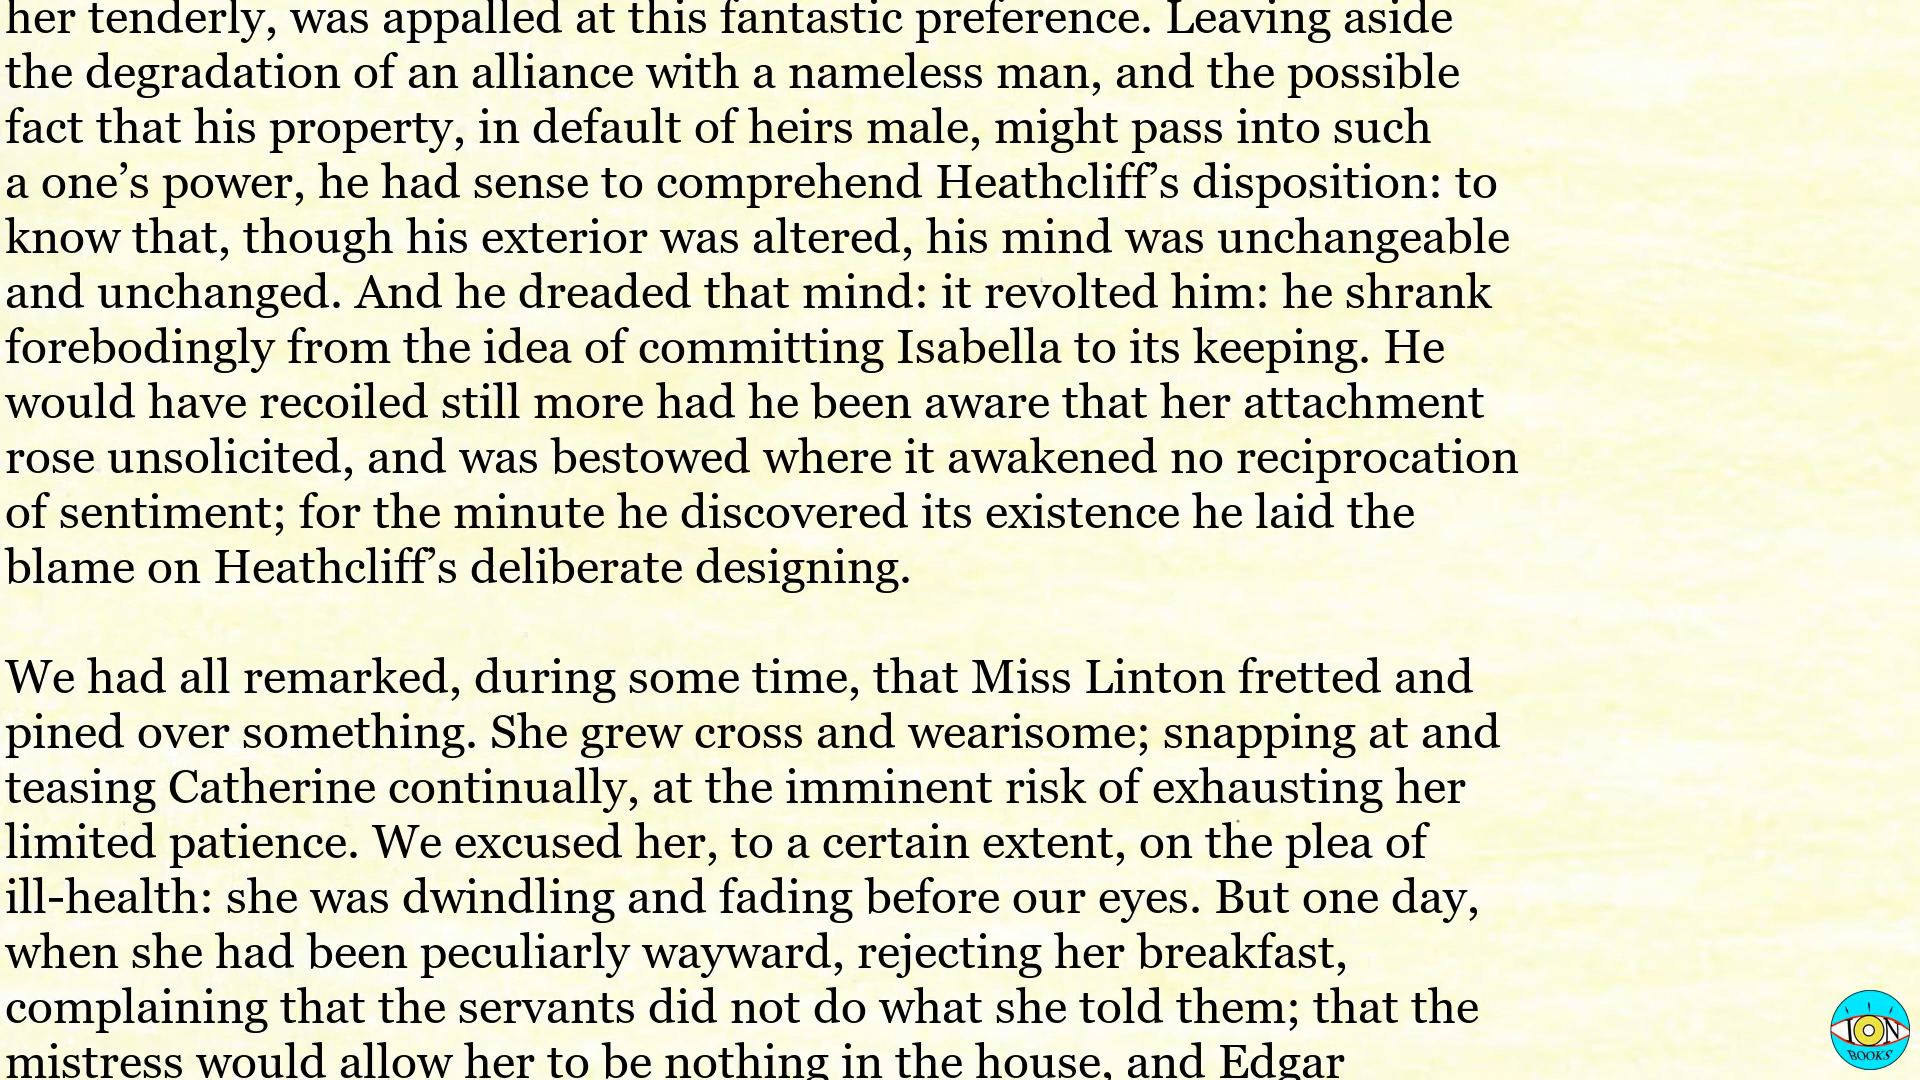 her tenderly, was appalled at this fantastic preference. Leaving aside
the degradation of an alliance with a nameless man, and the possible
fact that his property, in default of heirs male, might pass into such
a one’s power, he had sense to comprehend Heathcliff’s disposition: to
know that, though his exterior was altered, his mind was unchangeable
and unchanged. And he dreaded that mind: it revolted him: he shrank
forebodingly from the idea of committing Isabella to its keeping. He
would have recoiled still more had he been aware that her attachment
rose unsolicited, and was bestowed where it awakened no reciprocation
of sentiment; for the minute he discovered its existence he laid the
blame on Heathcliff’s deliberate designing.
We had all remarked, during some time, that Miss Linton fretted and
pined over something. She grew cross and wearisome; snapping at and
teasing Catherine continually, at the imminent risk of exhausting her
limited patience. We excused her, to a certain extent, on the plea of
ill-health: she was dwindling and fading before our eyes. But one day,
when she had been peculiarly wayward, rejecting her breakfast,
complaining that the servants did not do what she told them; that the
mistress would allow her to be nothing in the house, and Edgar
ION
BOOKS